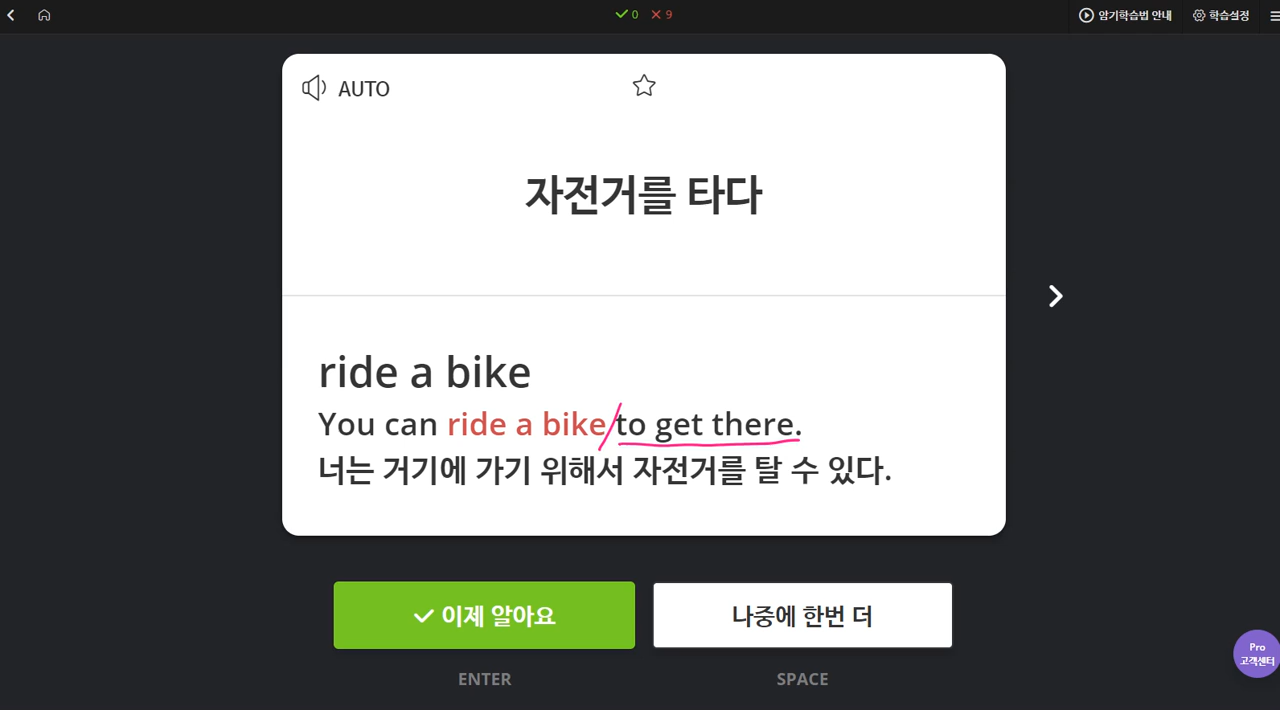 0 9 암기학습법 안내 학습설정
AUTO
자전거를 타다
ride a bike
You can ride a bike to get there.
너는 거기에 가기 위해서 자전거를 탈 수 있다.
이제 알아요 나중에 한번 더
ENTER SPACE
Pro
고객센터